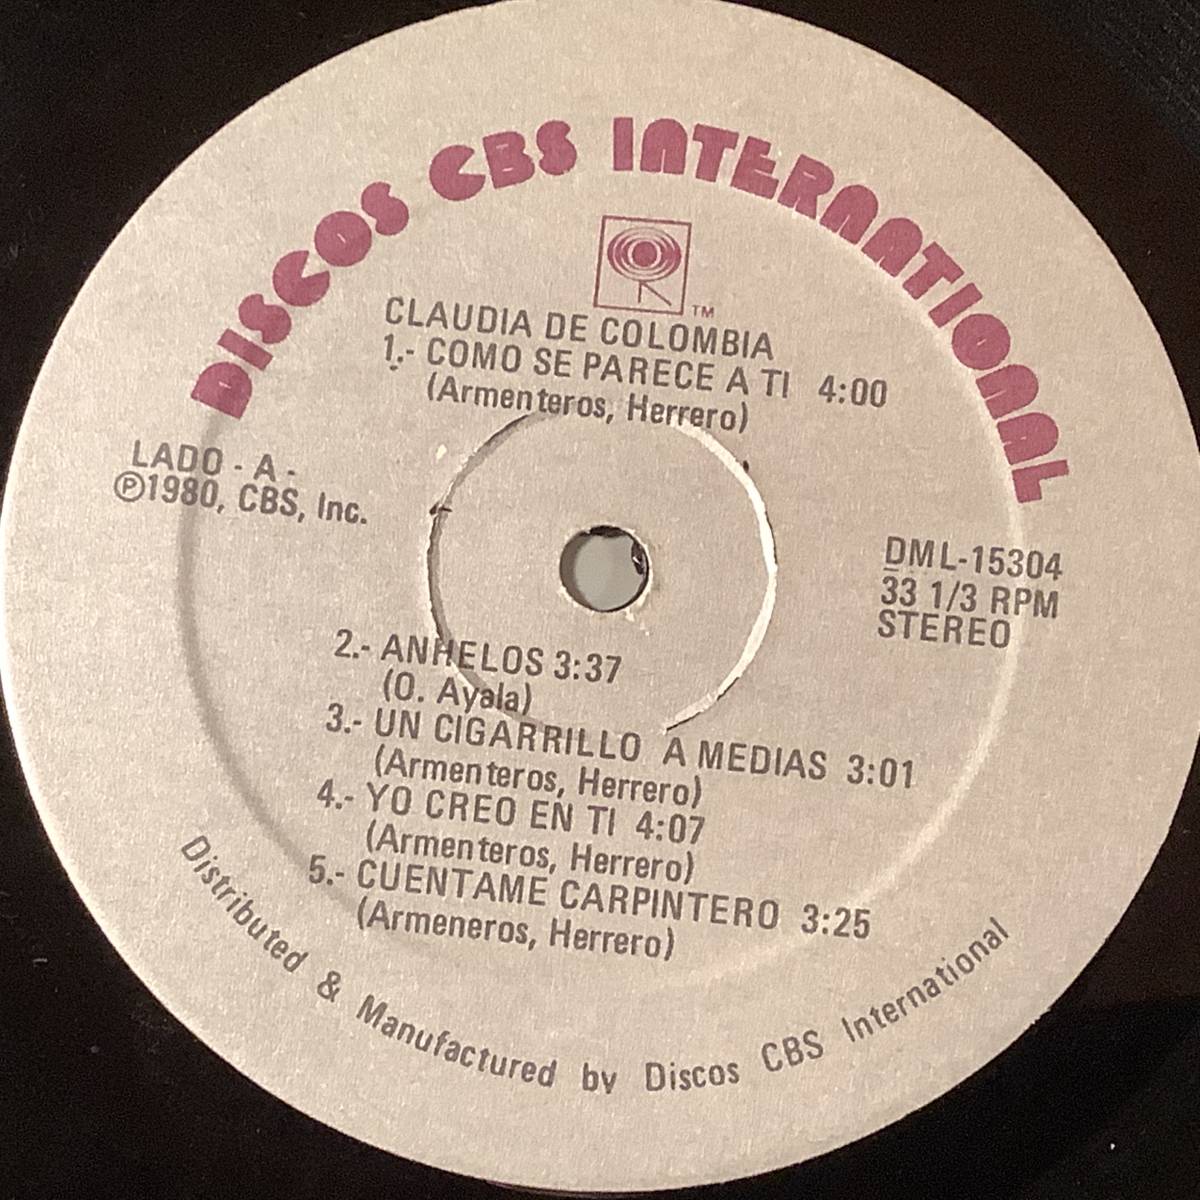 DISCOS CBS INTERNATIONAL
TM
CLAUDIA DE COLOMBIA
1.- COMO SE PARECE A TI 4:00
(Armenteros, Herrero)
LADO - A -
℗1980, CBS, Inc.
DML-15304
33 1/3 RPM
STEREO
2.- ANHELOS 3:37
(O. Ayala)
3.- UN CIGARRILLO A MEDIAS 3:01
(Armenteros, Herrero)
4.- YO CREO EN TI 4:07
(Armenteros, Herrero)
5.- CUENTAME CARPINTERO 3:25
(Armeneros, Herrero)
Distributed & Manufactured by Discos CBS International